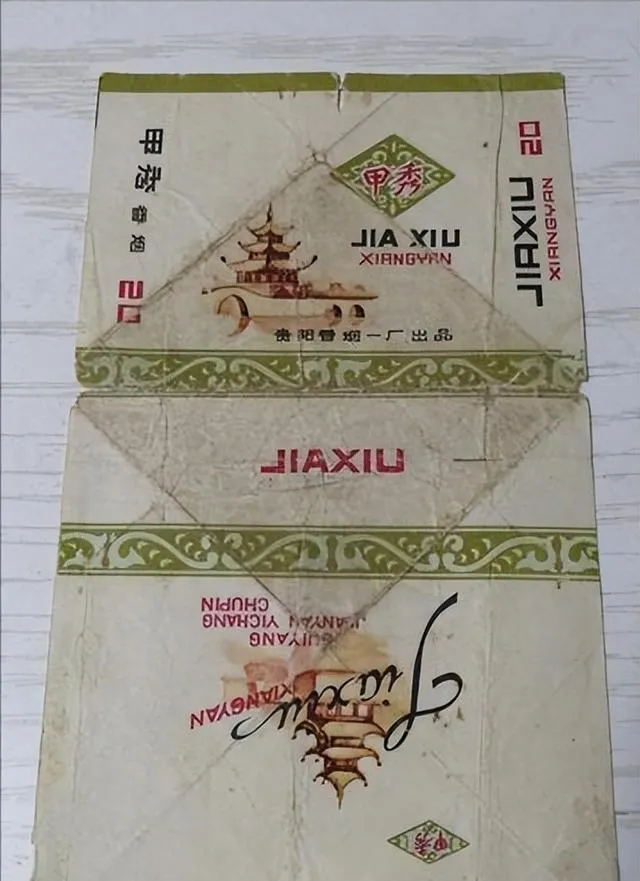 甲秀
JIA XIU
XIANGYAN
贵阳卷烟一厂出品
甲秀香烟
20
20
JIAXIU
XIANGYAN
JIAXIU
甲秀
Jiaxiu
XIANGYAN
GUIYANG
JUANYAN YICHANG
CHUPIN